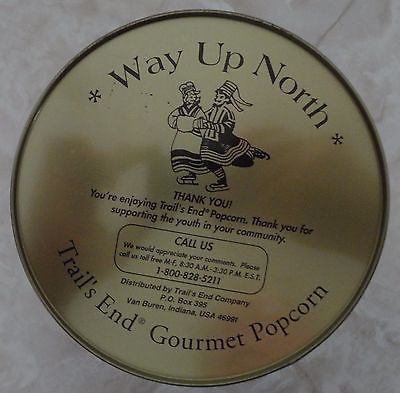 * Way Up North *
THANK YOU!
You're enjoying Trail's End® Popcorn. Thank you for
supporting the youth in your community.
CALL US
We would appreciate your comments. Please
call us toll free M-F, 8:30 A.M.-3:30 P.M. E.S.T.
1-800-828-5211
Distributed by Trail's End Company
P.O. Box 395
Van Buren, Indiana, USA 46991
Trail's End® Gourmet Popcorn